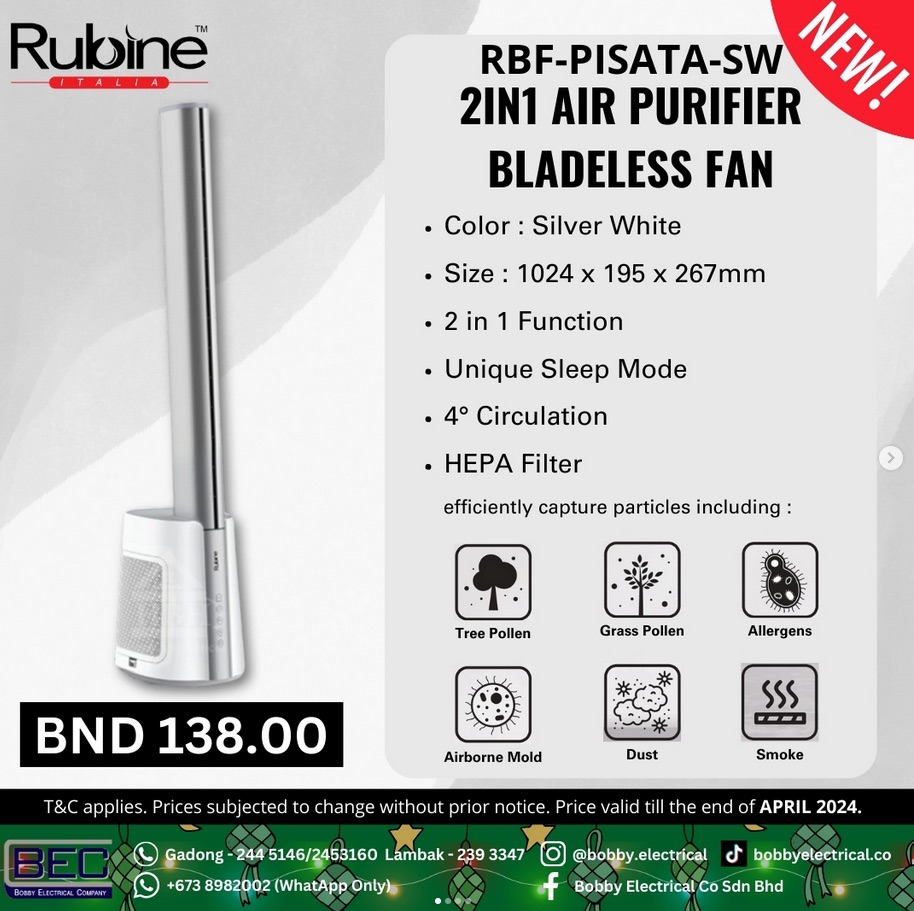 Rubine™
ITALIA
NEW!
RBF-PISATA-SW
2IN1 AIR PURIFIER
BLADELESS FAN
• Color : Silver White
• Size : 1024 x 195 x 267mm
• 2 in 1 Function
• Unique Sleep Mode
• 4° Circulation
• HEPA Filter
efficiently capture particles including :
Tree Pollen
Grass Pollen
Allergens
Airborne Mold
Dust
Smoke
Rubine
BND 138.00
T&C applies. Prices subjected to change without prior notice. Price valid till the end of APRIL 2024.
BEC
BOBBY ELECTRICAL COMPANY
Gadong - 244 5146/2453160 Lambak - 239 3347
@bobby.electrical
bobbyelectrical.co
+673 8982002 (WhatApp Only)
Bobby Electrical Co Sdn Bhd